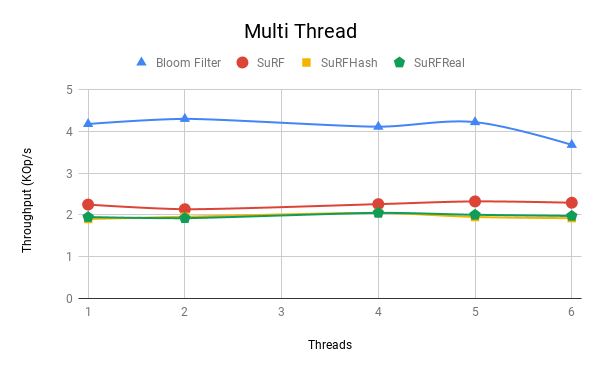 Multi Thread
Bloom Filter SuRF SuRFHash SuRFReal
5
4
3
2
1
0
Throughput (KOp/s
1 2 3 4 5 6
Threads